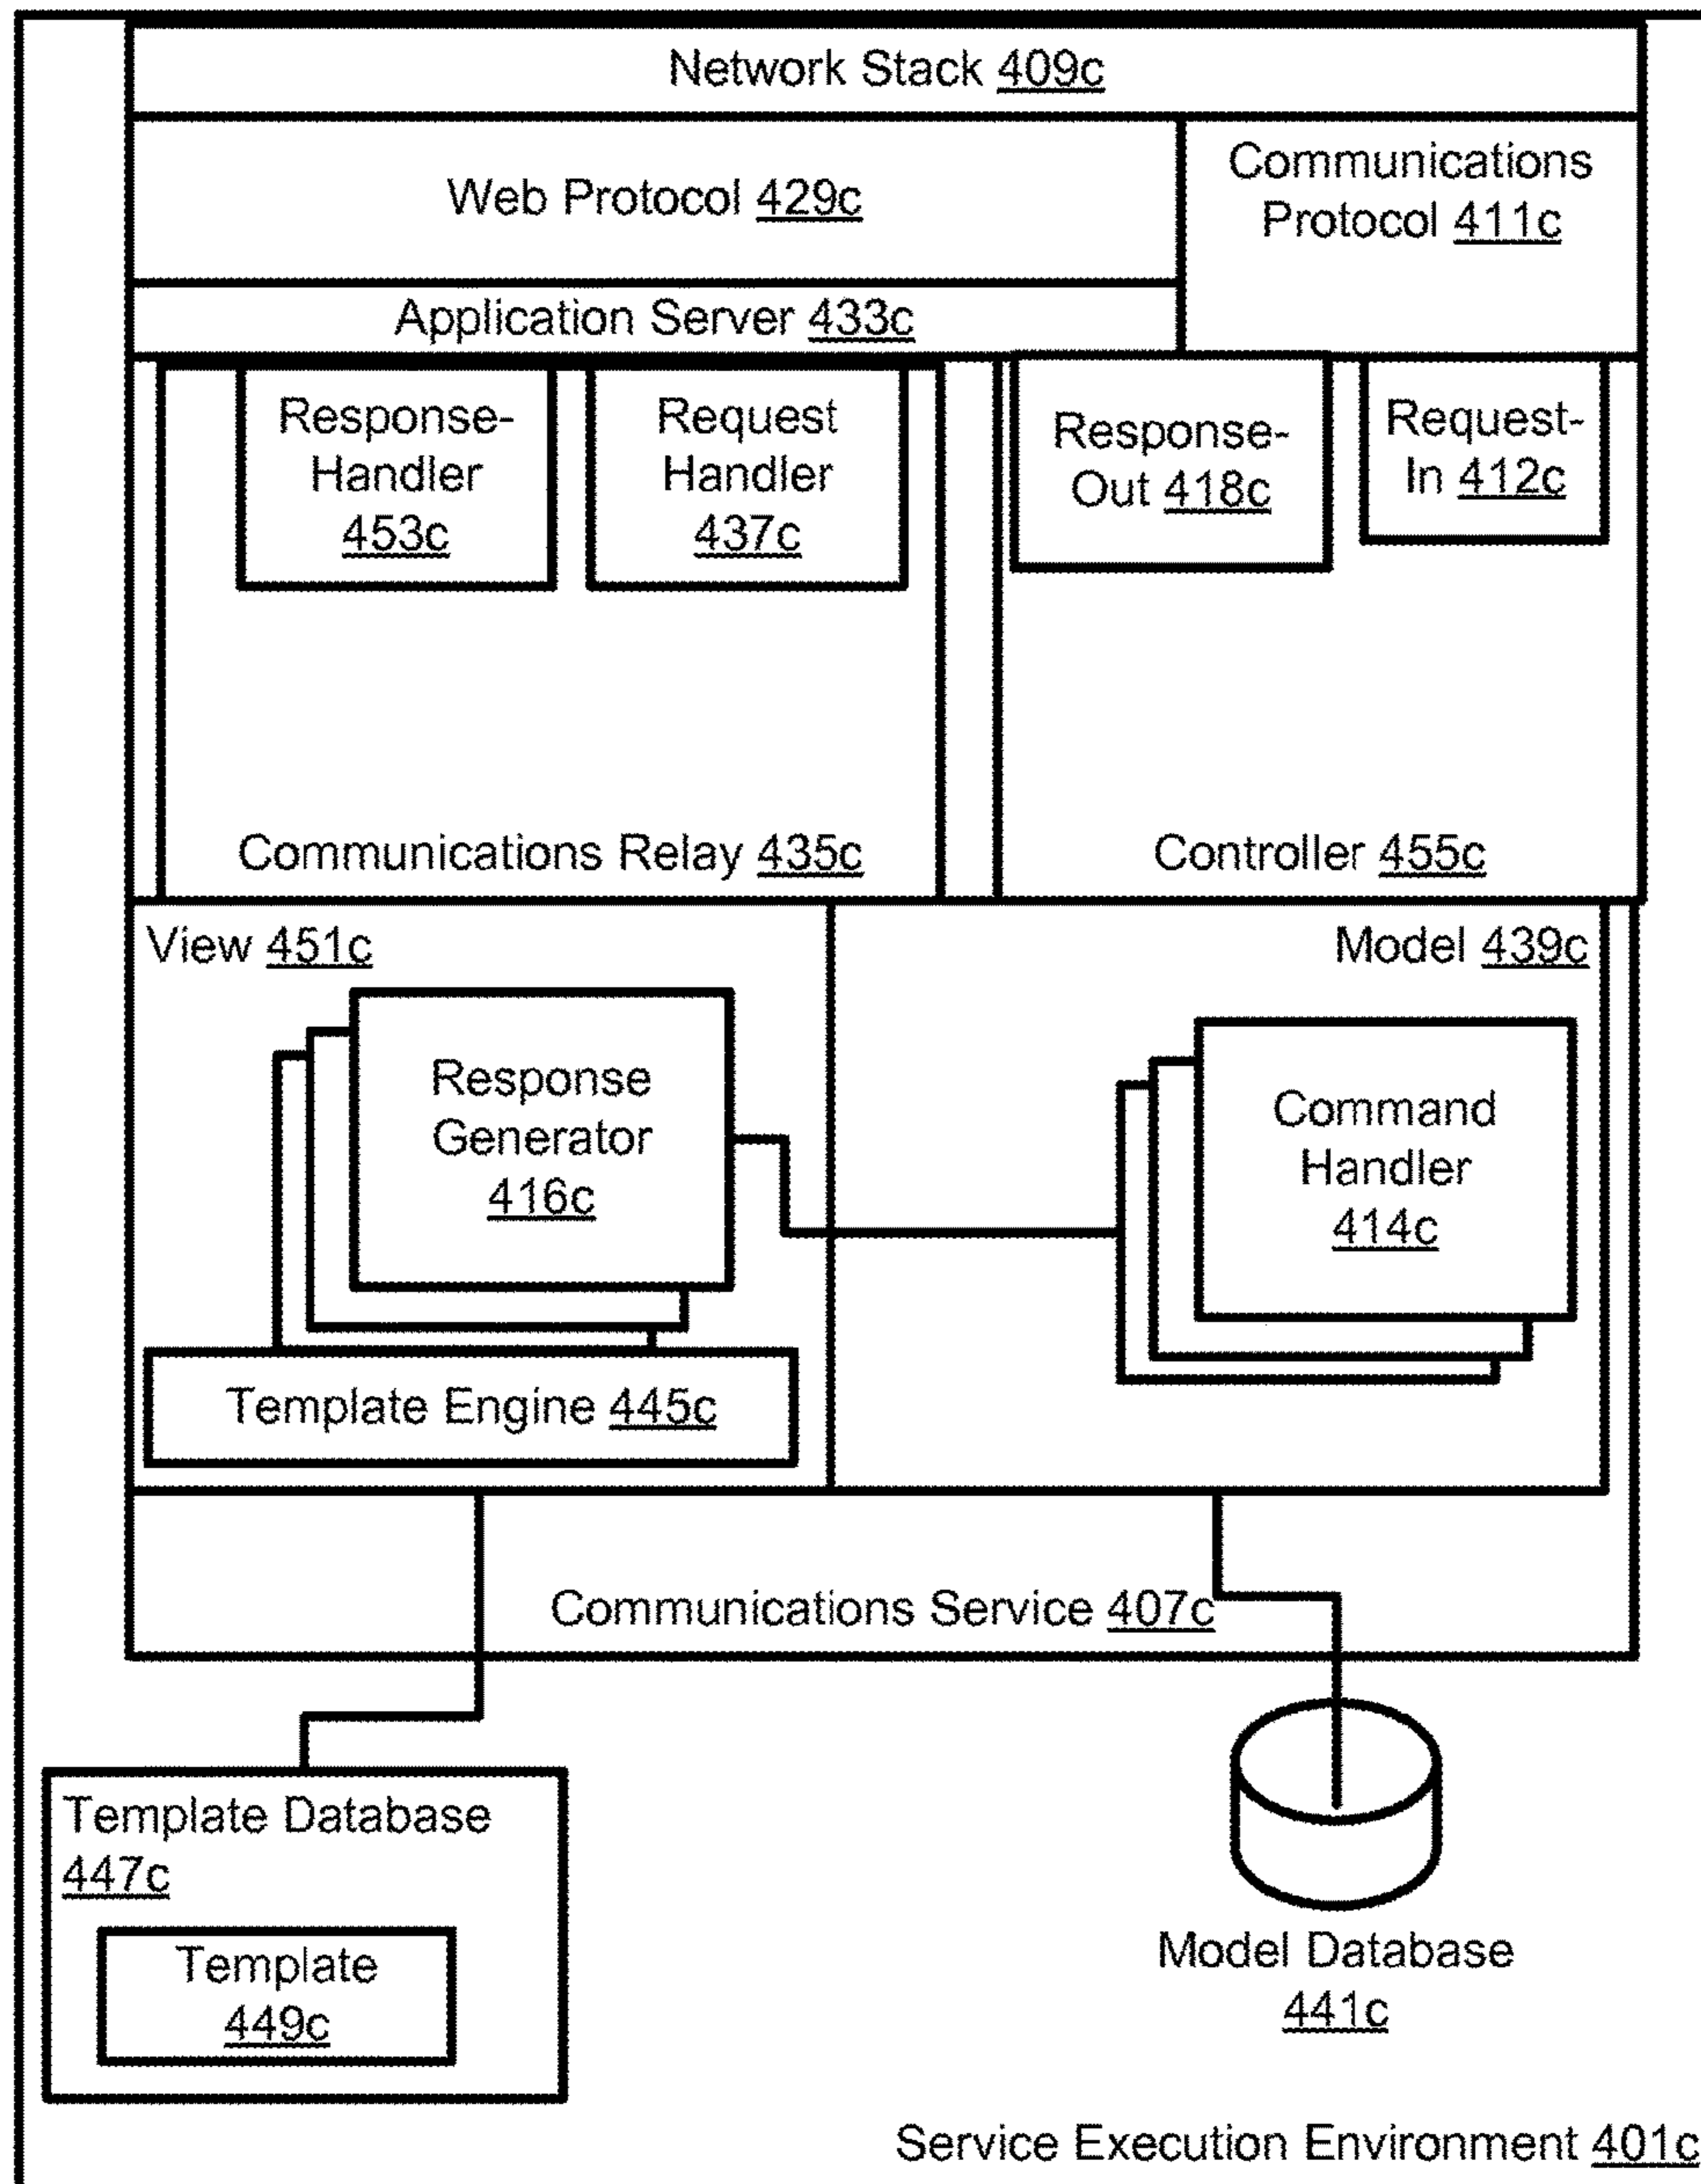 Network Stack 409c
Web Protocol 429c
Communications
Protocol 411c
Application Server 433c
Response-
Handler
453c
Request
Handler
437c
Response-
Out 418c
Request-
In 412c
Communications Relay 435c
Controller 455c
View 451c
Model 439c
Response
Generator
416c
Command
Handler
414c
Template Engine 445c
Communications Service 407c
Template Database
447c
Template
449c
Model Database
441c
Service Execution Environment 401c